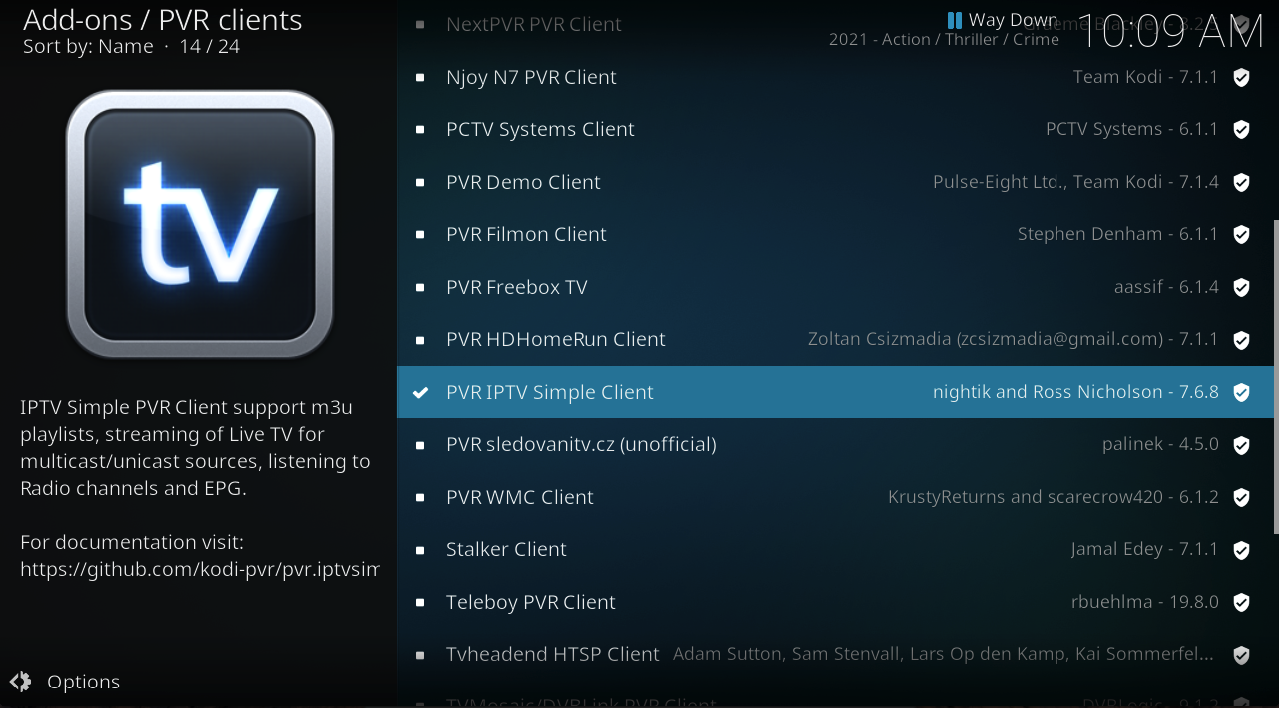 Add-ons / PVR clients
Sort by: Name · 14 / 24
Way Down
2021 - Action / Thriller / Crime
10:09 AM
tv
IPTV Simple PVR Client support m3u
playlists, streaming of Live TV for
multicast/unicast sources, listening to
Radio channels and EPG.
For documentation visit:
https://github.com/kodi-pvr/pvr.iptvsim
Options
NextPVR PVR Client
Njoy N7 PVR Client Team Kodi - 7.1.1
PCTV Systems Client PCTV Systems - 6.1.1
PVR Demo Client Pulse-Eight Ltd., Team Kodi - 7.1.4
PVR Filmon Client Stephen Denham - 6.1.1
PVR Freebox TV aassif - 6.1.4
PVR HDHomeRun Client Zoltan Csizmadia (zcsizmadia@gmail.com) - 7.1.1
PVR IPTV Simple Client nightik and Ross Nicholson - 7.6.8
PVR sledovanitv.cz (unofficial) palinek - 4.5.0
PVR WMC Client KrustyReturns and scarecrow420 - 6.1.2
Stalker Client Jamal Edey - 7.1.1
Teleboy PVR Client rbuehlma - 19.8.0
Tvheadend HTSP Client Adam Sutton, Sam Stenvall, Lars Op den Kamp, Kai Sommerfel...
TVMosaic/DVBLink PVR Client